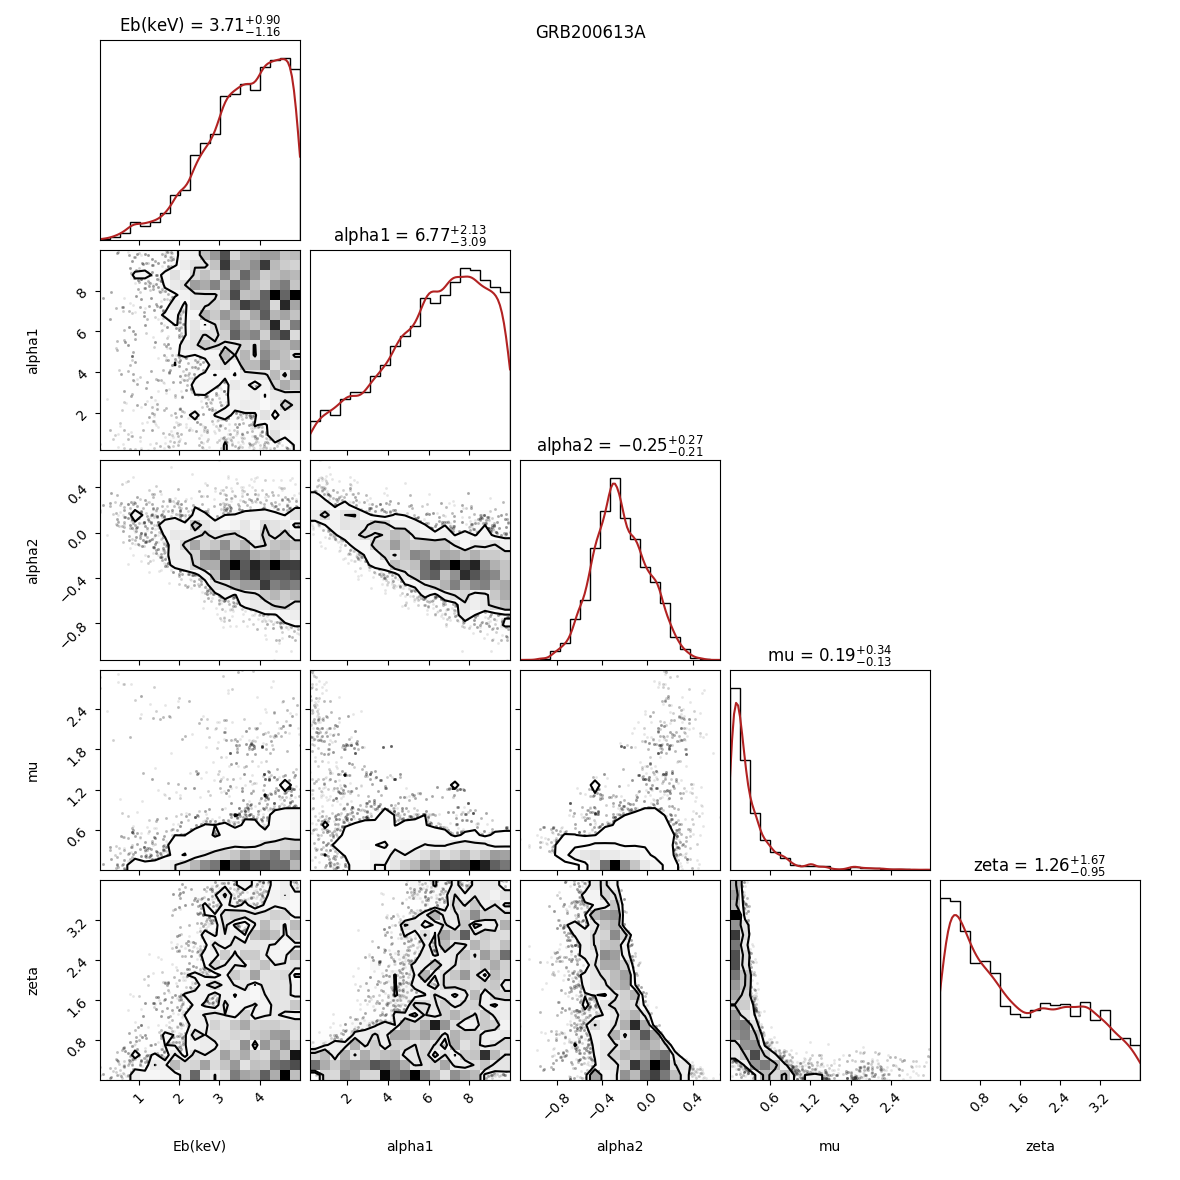 GRB200613A
Eb(keV) = 3.71^{+0.90}_{−1.16}
alpha1 = 6.77^{+2.13}_{−3.09}
alpha2 = −0.25^{+0.27}_{−0.21}
mu = 0.19^{+0.34}_{−0.13}
zeta = 1.26^{+1.67}_{−0.95}
alpha1
8
6
4
2
alpha2
0.4
0.0
−0.4
−0.8
mu
2.4
1.8
1.2
0.6
zeta
3.2
2.4
1.6
0.8
1 2 3 4
2 4 6 8
−0.8 −0.4 0.0 0.4
0.6 1.2 1.8 2.4
0.8 1.6 2.4 3.2
Eb(keV) alpha1 alpha2 mu zeta